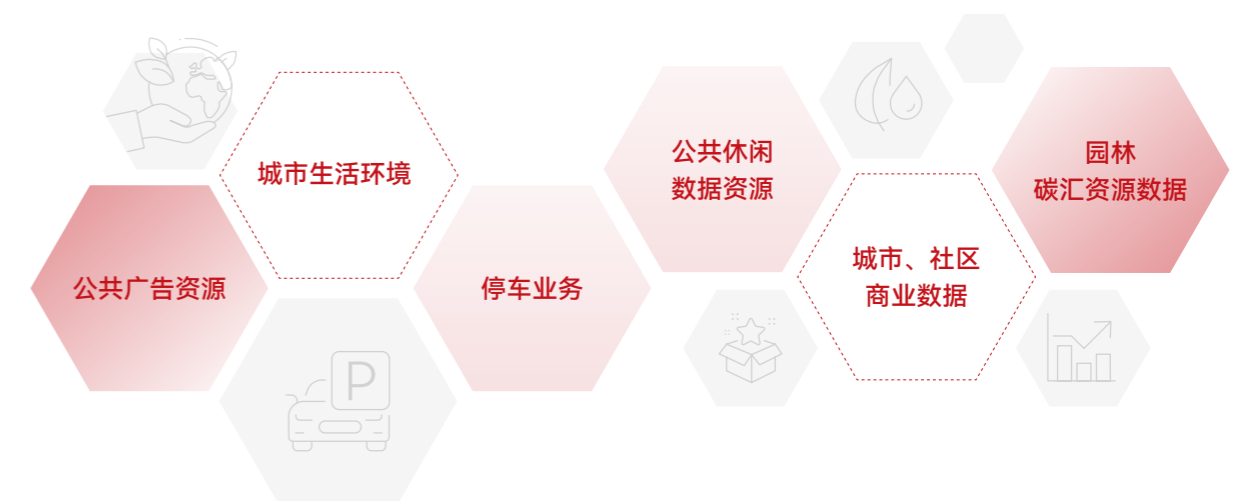 公共广告资源
城市生活环境
P
停车业务
公共休闲
数据资源
城市、社区
商业数据
园林
碳汇资源数据